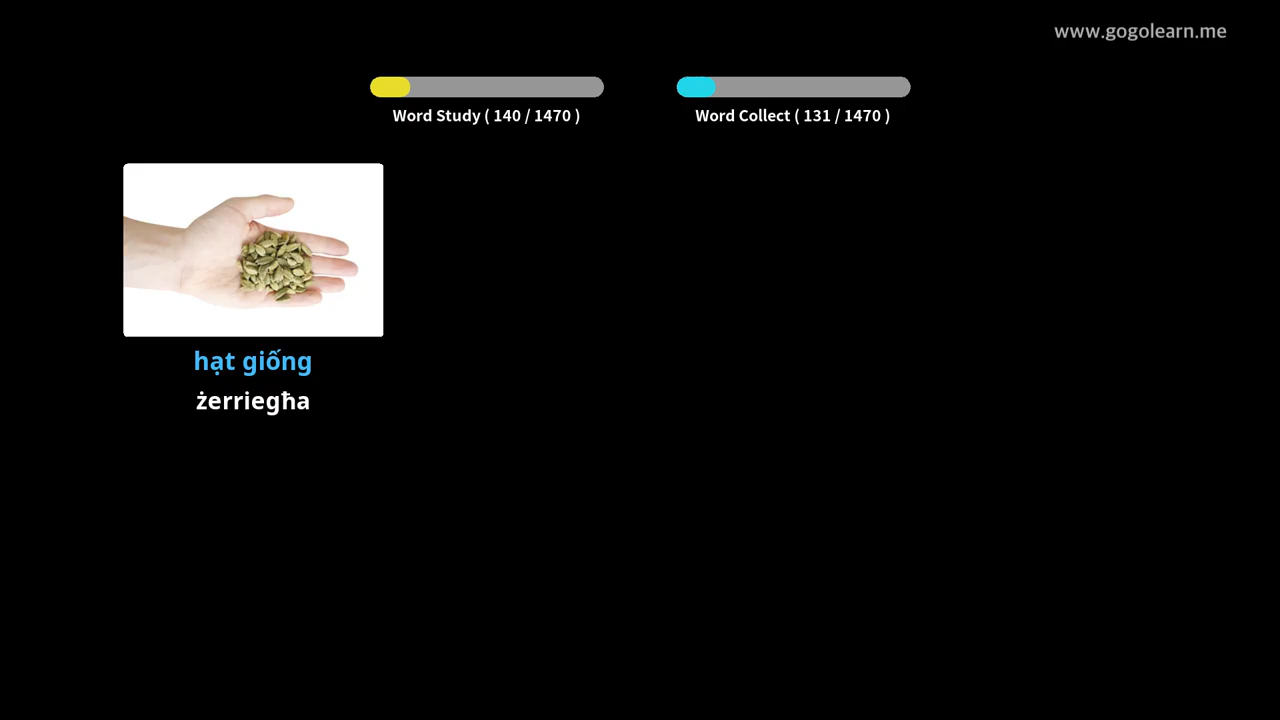 www.gogolearn.me
Word Study ( 140 / 1470 )
Word Collect ( 131 / 1470 )
hạt giống
żerriegħa